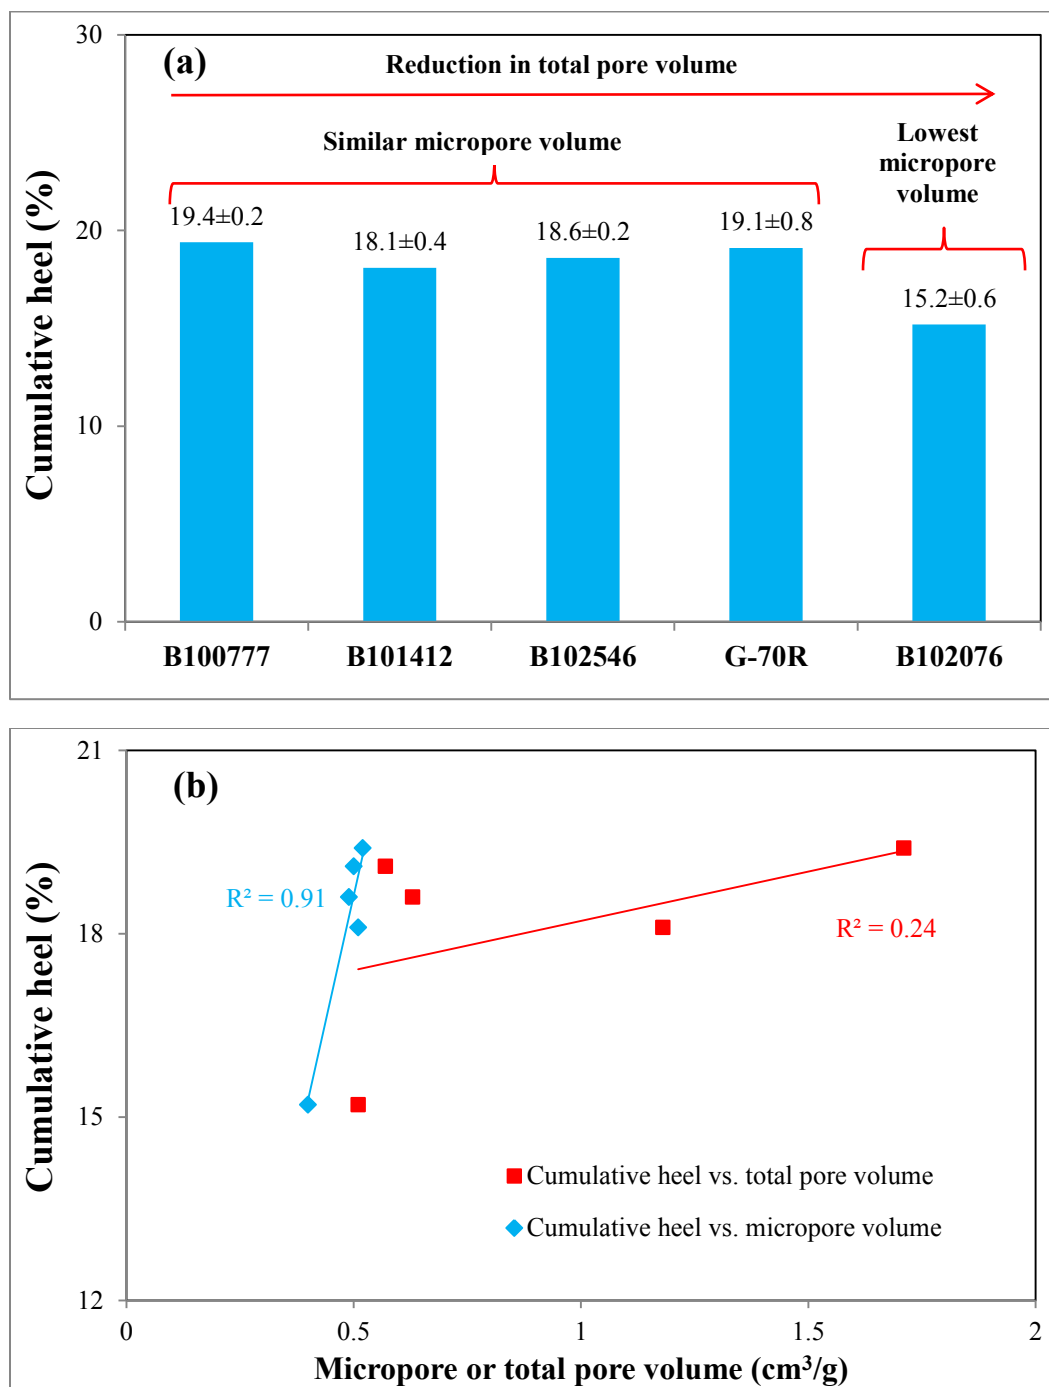 30
(a)
Reduction in total pore volume
Similar micropore volume
Lowest
micropore
volume
19.4±0.2
18.1±0.4
18.6±0.2
19.1±0.8
15.2±0.6
20
10
0
Cumulative heel (%)
B100777 B101412 B102546 G-70R B102076
21
(b)
R² = 0.91
R² = 0.24
18
15
12
Cumulative heel (%)
Cumulative heel vs. total pore volume
Cumulative heel vs. micropore volume
0 0.5 1 1.5 2
Micropore or total pore volume (cm³/g)